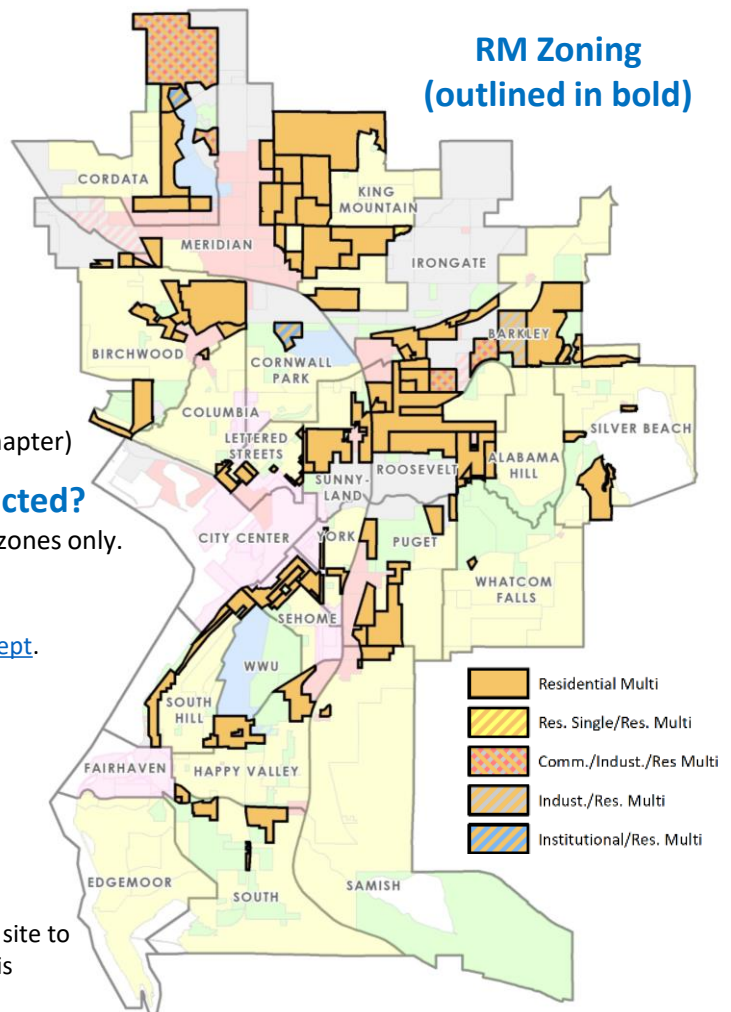 RM Zoning
(outlined in bold)
CORDATA
KING
MOUNTAIN
MERIDIAN
IRONGATE
BARKLEY
BIRCHWOOD
CORNWALL
PARK
COLUMBIA
SILVER BEACH
hapter)
LETTERED
STREETS
ROOSEVELT
ALABAMA
HILL
SUNNY-
LAND
cted?
zones only.
CITY CENTER
YORK
PUGET
WHATCOM
FALLS
SEHOME
ept.
WWU
SOUTH
HILL
Residential Multi
Res. Single/Res. Multi
Comm./Indust./Res Multi
Indust./Res. Multi
Institutional/Res. Multi
FAIRHAVEN
HAPPY VALLEY
EDGEMOOR
SOUTH
SAMISH
site to
is